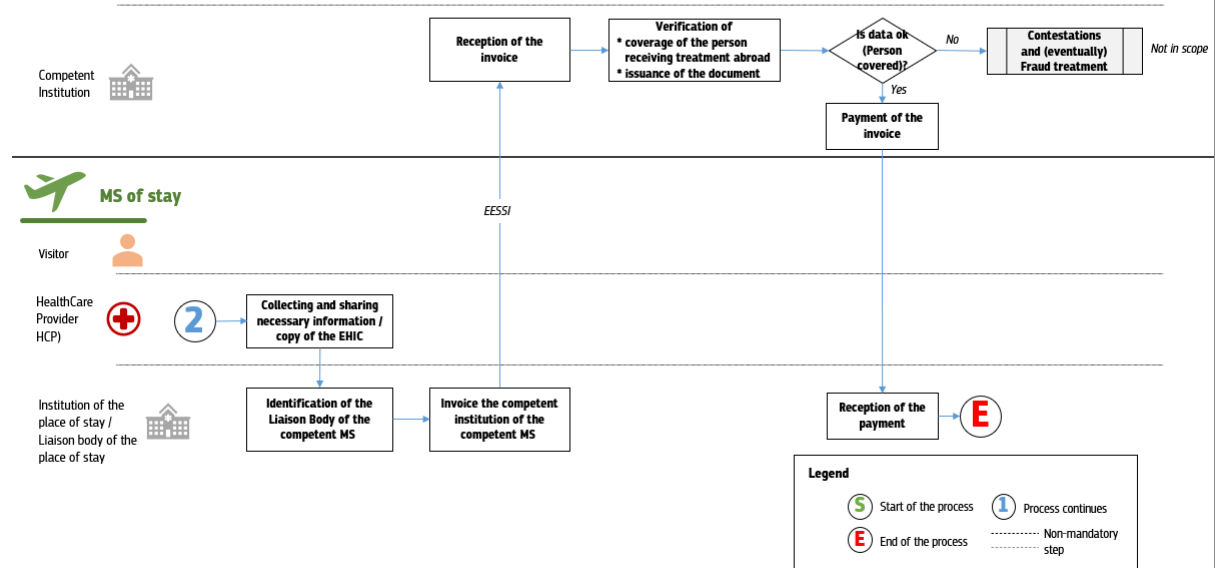 Competent
Institution
Reception of the
invoice
Verification of
* coverage of the person
receiving treatment abroad
* issuance of the document
Is data ok
(Person
covered)?
No
Contestations
and (eventually)
Fraud treatment
Not in scope
Yes
Payment of the
invoice
MS of stay
EESSI
Visitor
HealthCare
Provider
HCP)
2
Collecting and sharing
necessary information /
copy of the EHIC
Institution of the
place of stay /
Liaison body of the
place of stay
Identification of the
Liaison Body of the
competent MS
Invoice the competent
institution of the
competent MS
Reception of the
payment
E
Legend
S Start of the process
1 Process continues
E End of the process
Non-mandatory
step